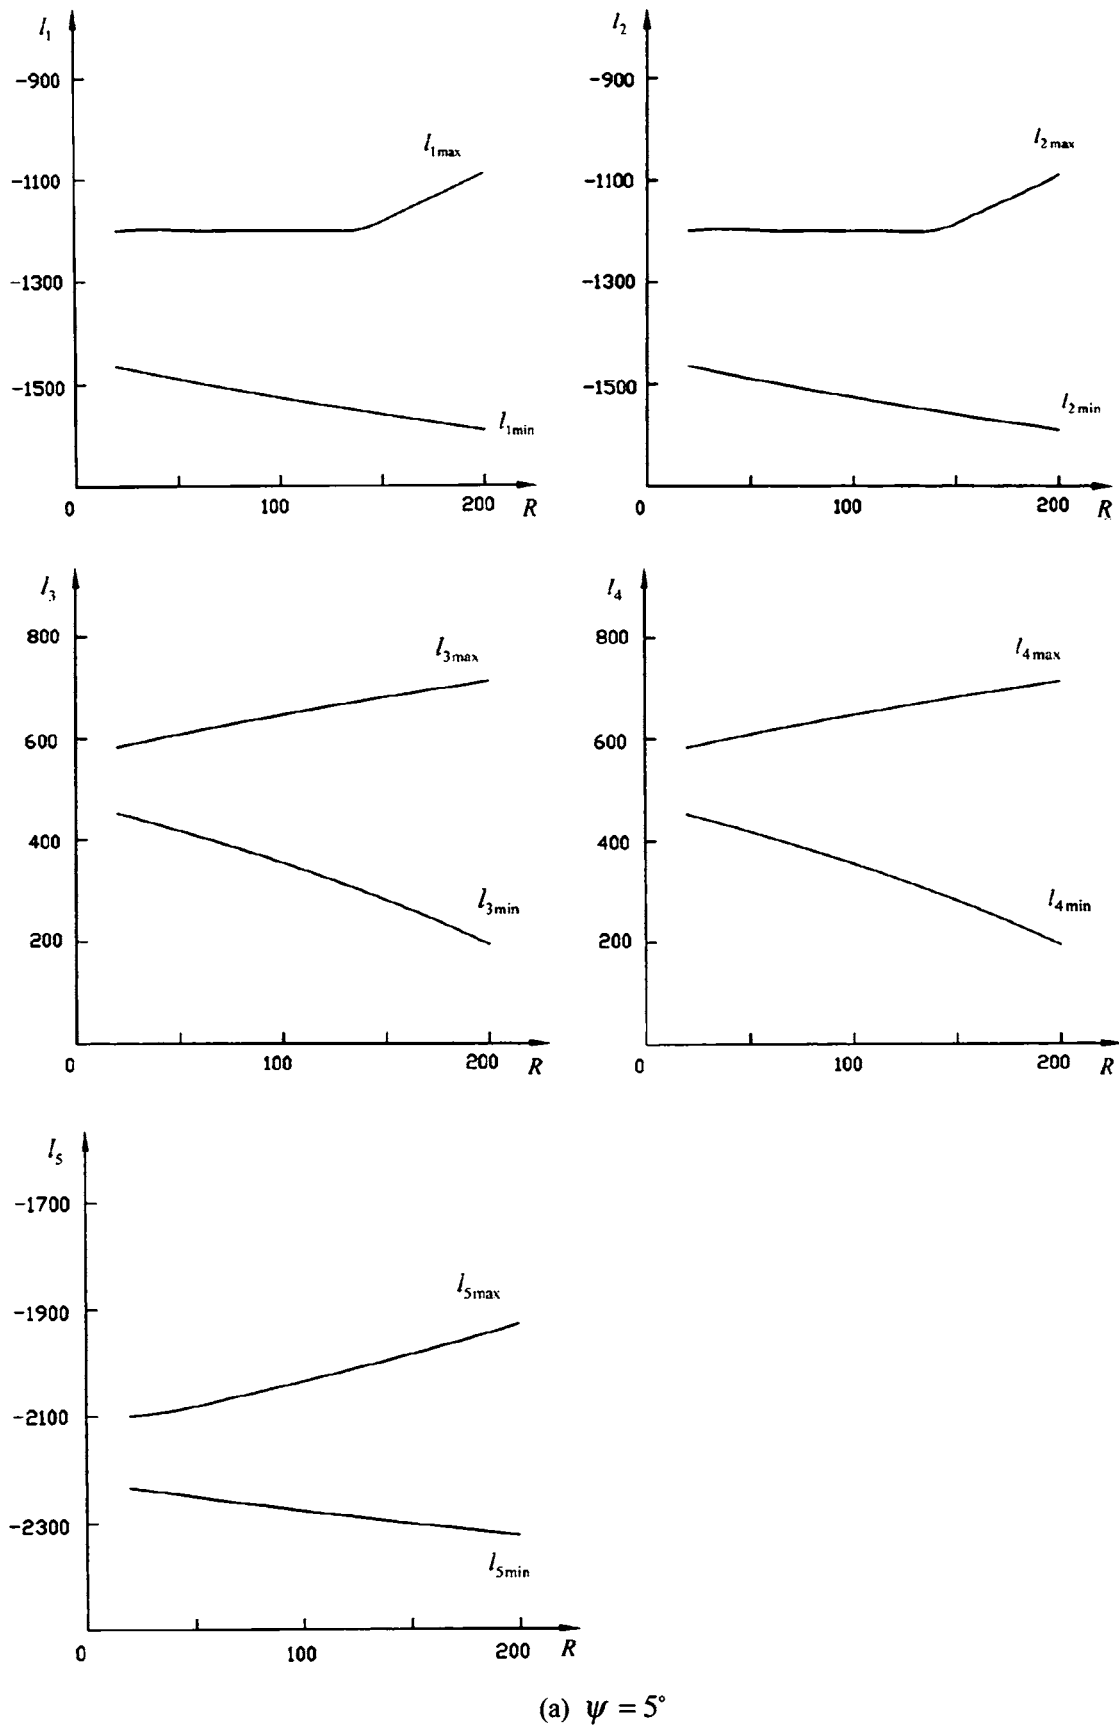 l₁
-900
-1100
-1300
-1500
l₁max
l₁min
0 100 200 R
l₂
-900
-1100
-1300
-1500
l₂max
l₂min
0 100 200 R
l₃
800
600
400
200
l₃max
l₃min
0 100 200 R
l₄
800
600
400
200
l₄max
l₄min
0 100 200 R
l₅
-1700
-1900
-2100
-2300
l₅max
l₅min
0 100 200 R
(a) ψ = 5°